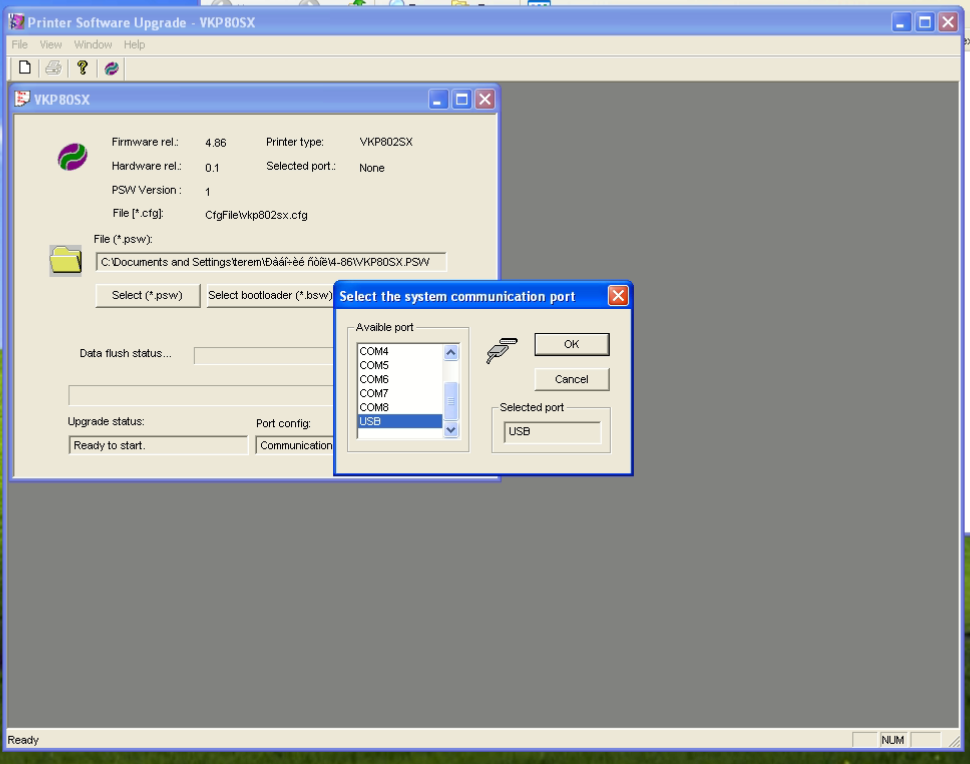 Printer Software Upgrade - VKP80SX
File View Window Help
VKP80SX
Firmware rel.: 4.86 Printer type: VKP802SX
Hardware rel.: 0.1 Selected port.: None
PSW Version : 1
File [*.cfg]: CfgFile\vkp802sx.cfg
File (*.psw):
C:\Documents and Settings\terem\Ðàáî÷èé ñòîë\4-86\VKP80SX.PSW
Select (*.psw) Select bootloader (*.bsw)
Data flush status...
Upgrade status: Port config:
Ready to start. Communication
Select the system communication port
Avaible port
COM4
COM5
COM6
COM7
COM8
USB
OK
Cancel
Selected port
USB
Ready NUM